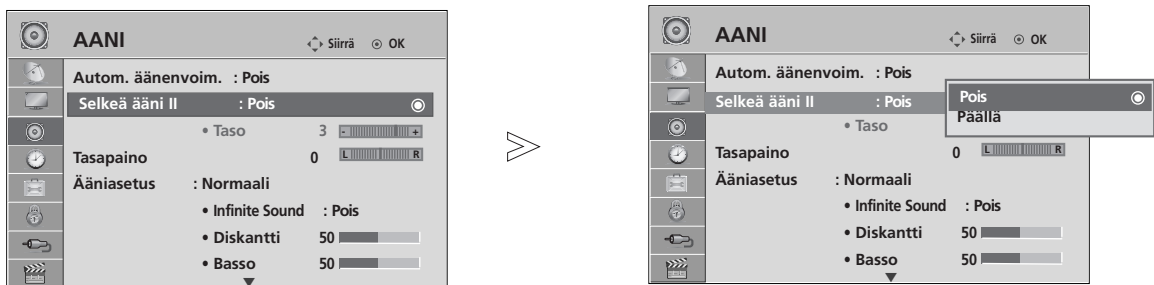 AANI Siirrä OK
Autom. äänenvoim. : Pois
Selkeä ääni II : Pois
• Taso 3 - +
Tasapaino 0 L R
Ääniasetus : Normaali
• Infinite Sound : Pois
• Diskantti 50
• Basso 50
AANI Siirrä OK
Autom. äänenvoim. : Pois
Selkeä ääni II : Pois
Pois
Päällä
• Taso
Tasapaino 0 L R
Ääniasetus : Normaali
• Infinite Sound : Pois
• Diskantti 50
• Basso 50